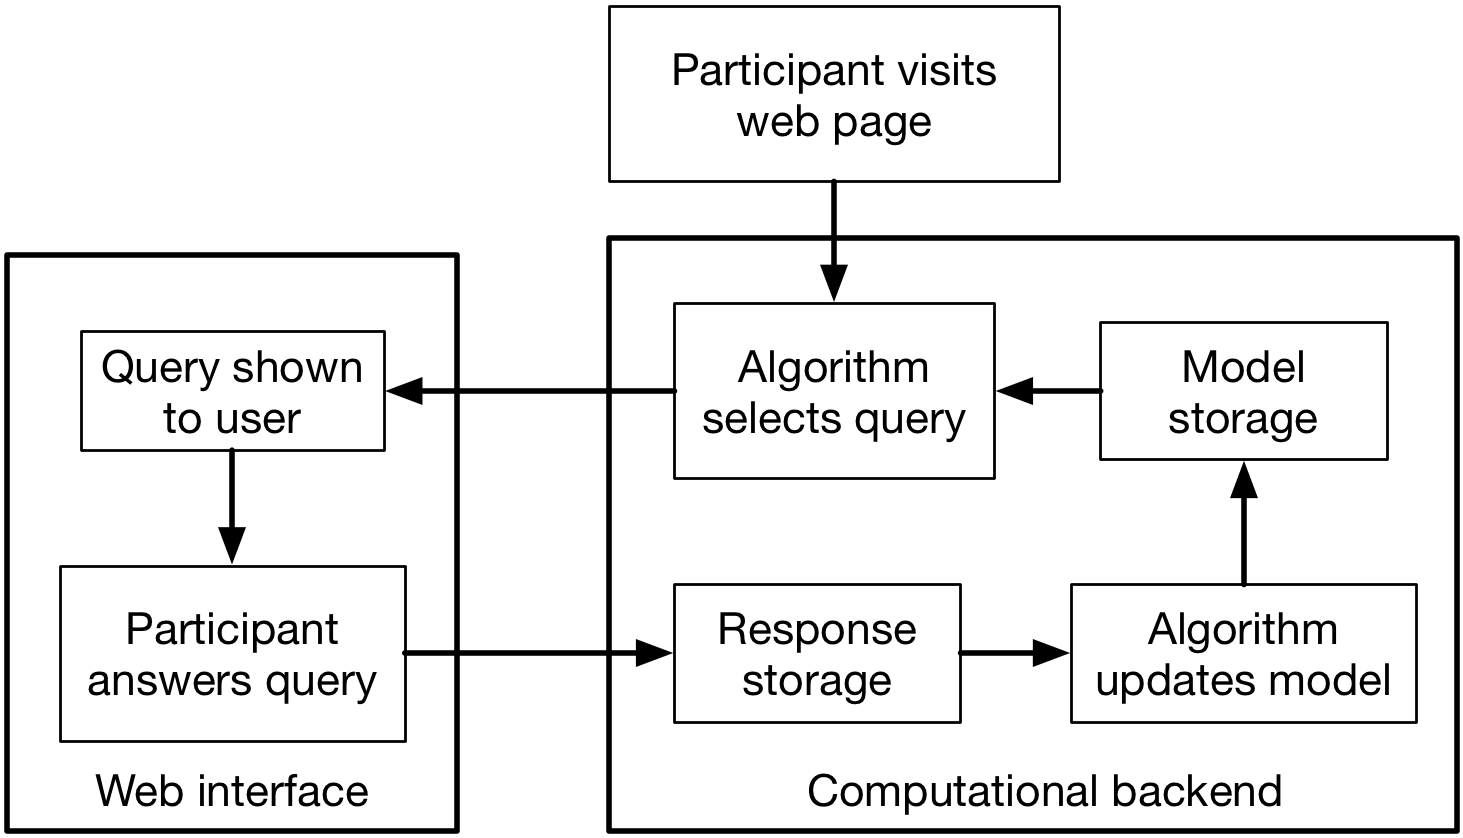 Participant visits
web page
Query shown
to user
Algorithm
selects query
Model
storage
Participant
answers query
Response
storage
Algorithm
updates model
Web interface
Computational backend